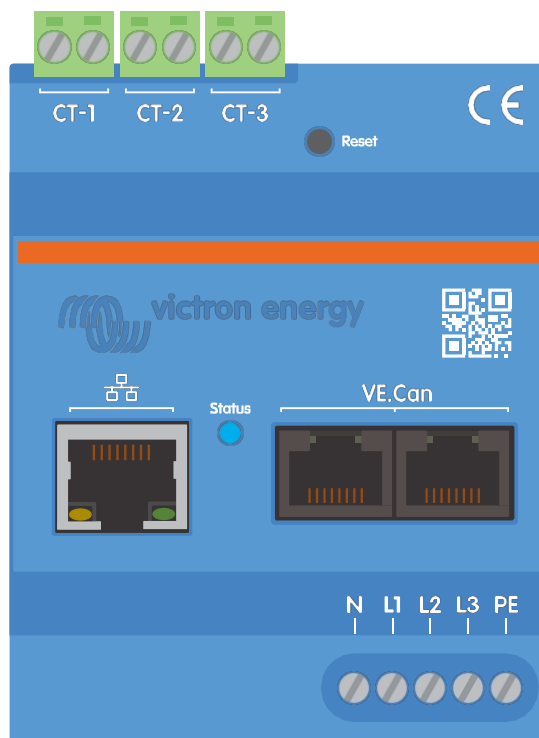 CT-1 CT-2 CT-3
CE
Reset
victron energy
Status
VE.Can
N L1 L2 L3 PE